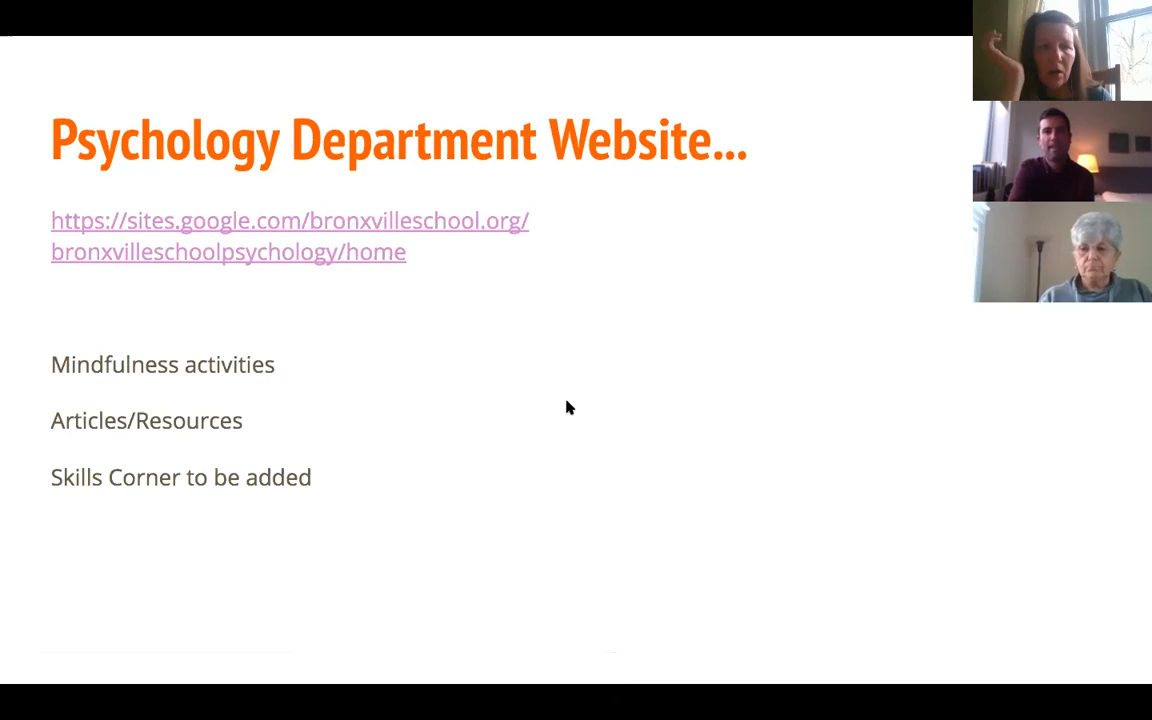 Psychology Department Website...
https://sites.google.com/bronxvilleschool.org/
bronxvilleschoolpsychology/home
Mindfulness activities
Articles/Resources
Skills Corner to be added